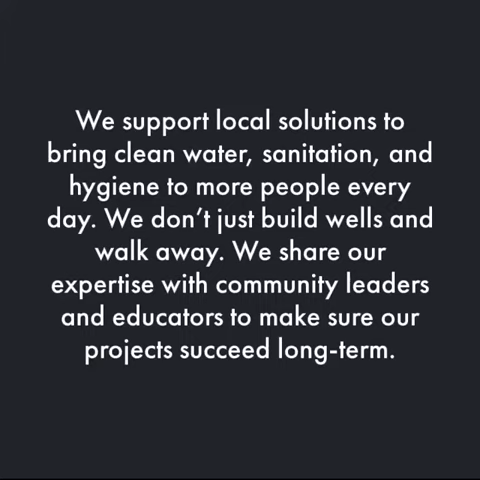 We support local solutions to
bring clean water, sanitation, and
hygiene to more people every
day. We don’t just build wells and
walk away. We share our
expertise with community leaders
and educators to make sure our
projects succeed long-term.